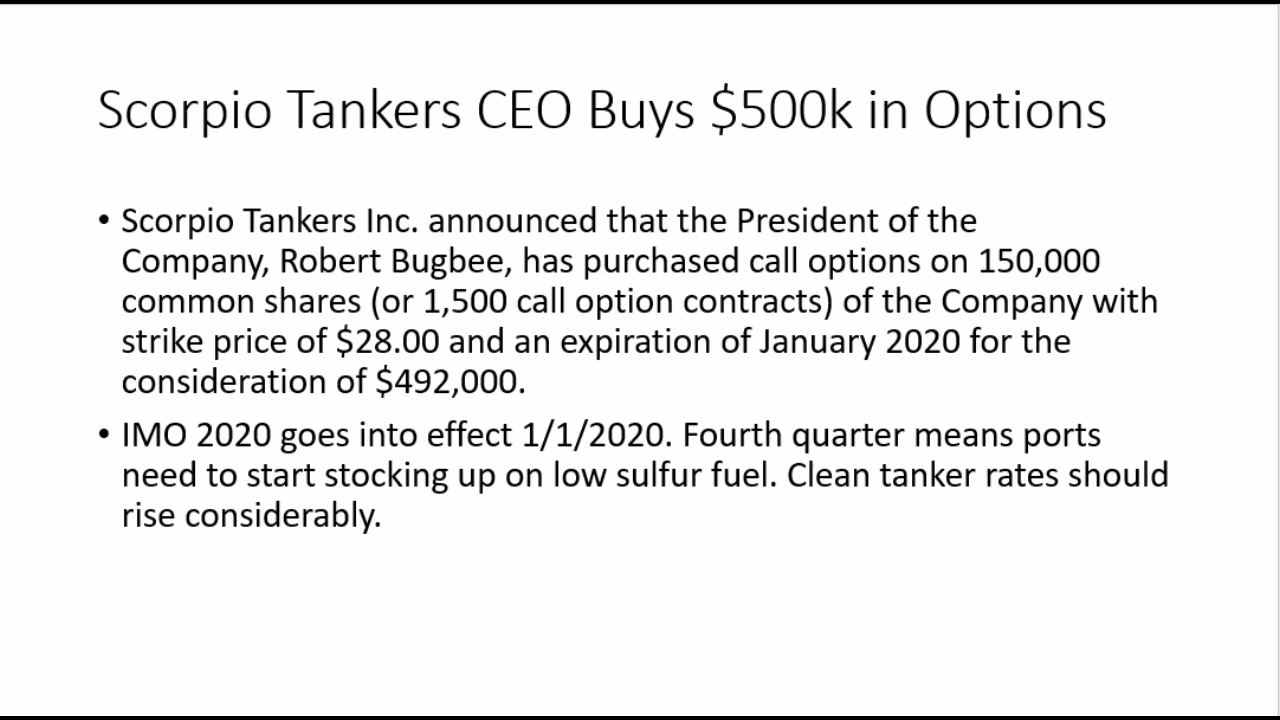 Scorpio Tankers CEO Buys $500k in Options
• Scorpio Tankers Inc. announced that the President of the
Company, Robert Bugbee, has purchased call options on 150,000
common shares (or 1,500 call option contracts) of the Company with
strike price of $28.00 and an expiration of January 2020 for the
consideration of $492,000.
• IMO 2020 goes into effect 1/1/2020. Fourth quarter means ports
need to start stocking up on low sulfur fuel. Clean tanker rates should
rise considerably.